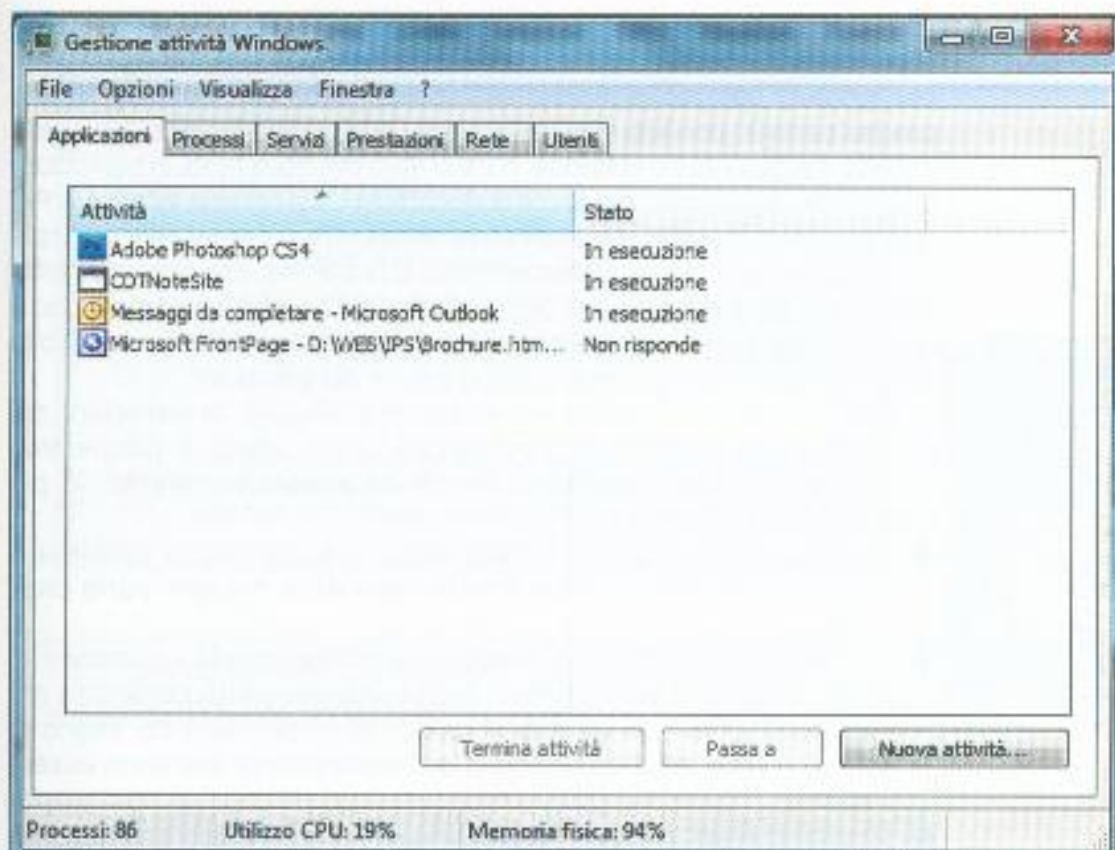 Gestione attività Windows
File Opzioni Visualizza Finestra ?
Applicazioni Processi Servizi Prestazioni Rete Utenti
Attività Stato
Adobe Photoshop CS4 In esecuzione
COTNoteSite In esecuzione
Messaggi da completare - Microsoft Outlook In esecuzione
Microsoft FrontPage - D:\WEB\IPS\Brochure.htm... Non risponde
Termina attività Passa a Nuova attività...
Processi: 86 Utilizzo CPU: 19% Memoria fisica: 94%